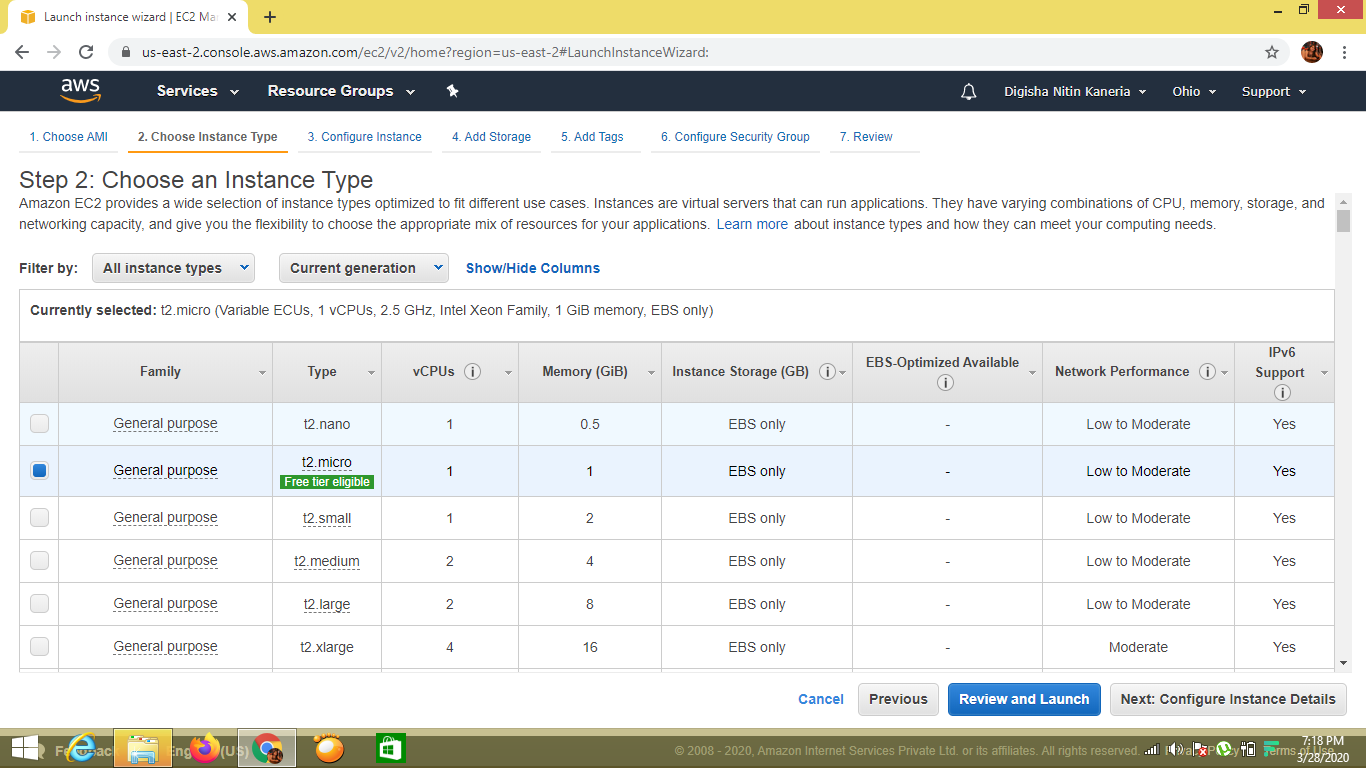 Launch instance wizard | EC2 Ma
us-east-2.console.aws.amazon.com/ec2/v2/home?region=us-east-2#LaunchInstanceWizard:
aws Services Resource Groups Digisha Nitin Kaneria Ohio Support
1. Choose AMI 2. Choose Instance Type 3. Configure Instance 4. Add Storage 5. Add Tags 6. Configure Security Group 7. Review
Step 2: Choose an Instance Type
Amazon EC2 provides a wide selection of instance types optimized to fit different use cases. Instances are virtual servers that can run applications. They have varying combinations of CPU, memory, storage, and
networking capacity, and give you the flexibility to choose the appropriate mix of resources for your applications. Learn more about instance types and how they can meet your computing needs.
Filter by: All instance types Current generation Show/Hide Columns
Currently selected: t2.micro (Variable ECUs, 1 vCPUs, 2.5 GHz, Intel Xeon Family, 1 GiB memory, EBS only)
Family Type vCPUs Memory (GiB) Instance Storage (GB) EBS-Optimized Available Network Performance IPv6 Support
General purpose t2.nano 1 0.5 EBS only - Low to Moderate Yes
General purpose t2.micro 1 1 EBS only - Low to Moderate Yes
Free tier eligible
General purpose t2.small 1 2 EBS only - Low to Moderate Yes
General purpose t2.medium 2 4 EBS only - Low to Moderate Yes
General purpose t2.large 2 8 EBS only - Low to Moderate Yes
General purpose t2.xlarge 4 16 EBS only - Moderate Yes
Cancel Previous Review and Launch Next: Configure Instance Details
(US) © 2008 - 2020, Amazon Internet Services Private Ltd. or its affiliates. All rights reserved.
7:18 PM
3/28/2020